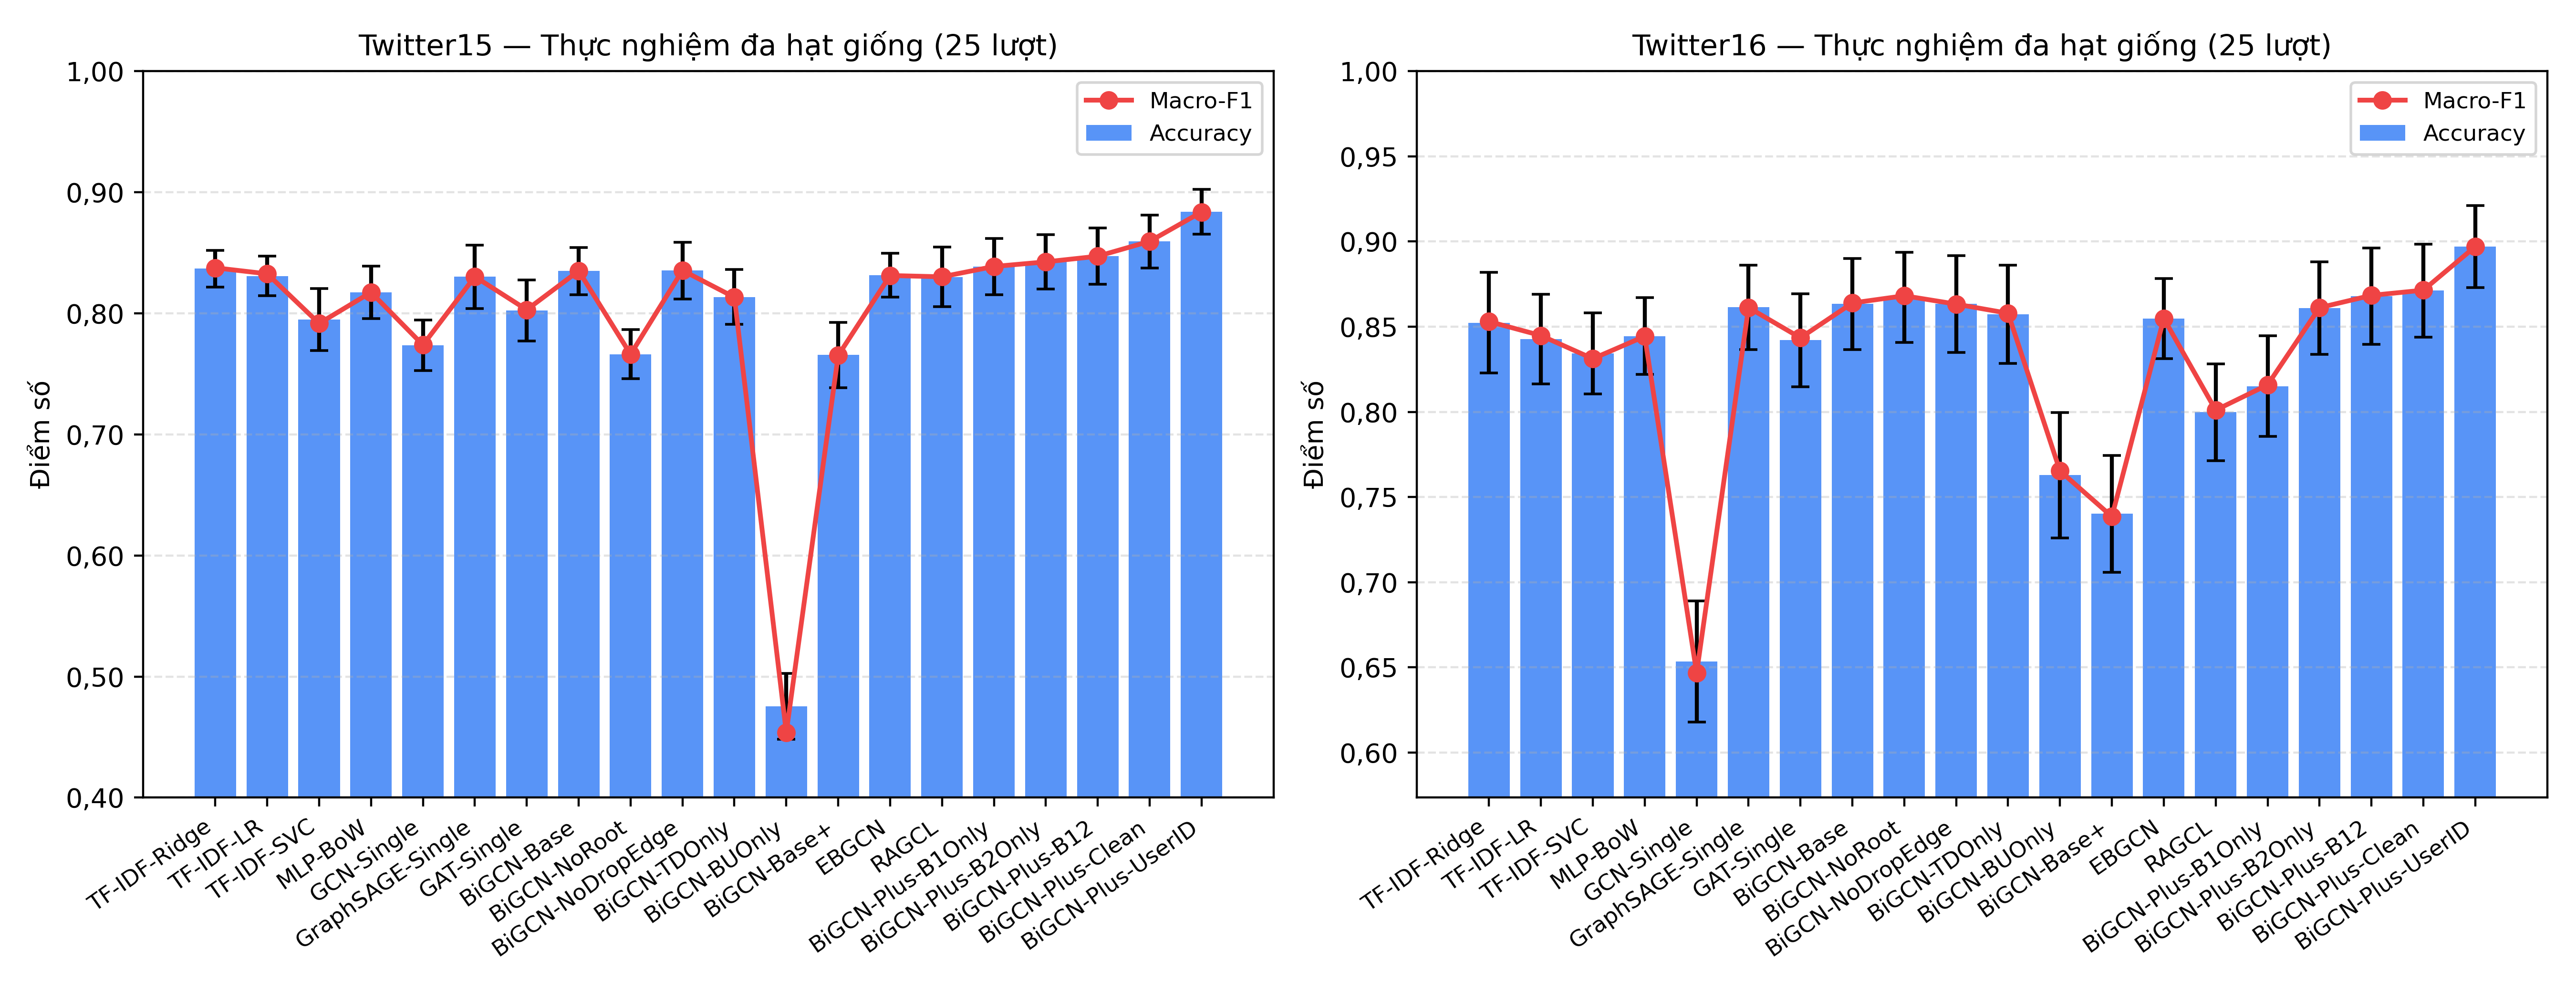 Twitter15 — Thực nghiệm đa hạt giống (25 lượt)
Macro-F1
Accuracy
Điểm số
1,00
0,90
0,80
0,70
0,60
0,50
0,40
TF-IDF-Ridge
TF-IDF-LR
TF-IDF-SVC
MLP-BoW
GCN-Single
GraphSAGE-Single
GAT-Single
BiGCN-Base
BiGCN-NoRoot
BiGCN-NoDropEdge
BiGCN-TDOnly
BiGCN-BUOnly
BiGCN-Base+
EBGCN
RAGCL
BiGCN-Plus-B1Only
BiGCN-Plus-B2Only
BiGCN-Plus-B12
BiGCN-Plus-Clean
BiGCN-Plus-UserID
Twitter16 — Thực nghiệm đa hạt giống (25 lượt)
Macro-F1
Accuracy
Điểm số
1,00
0,95
0,90
0,85
0,80
0,75
0,70
0,65
0,60
TF-IDF-Ridge
TF-IDF-LR
TF-IDF-SVC
MLP-BoW
GCN-Single
GraphSAGE-Single
GAT-Single
BiGCN-Base
BiGCN-NoRoot
BiGCN-NoDropEdge
BiGCN-TDOnly
BiGCN-BUOnly
BiGCN-Base+
EBGCN
RAGCL
BiGCN-Plus-B1Only
BiGCN-Plus-B2Only
BiGCN-Plus-B12
BiGCN-Plus-Clean
BiGCN-Plus-UserID